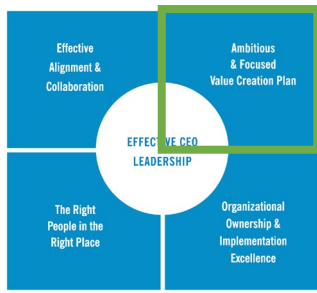 Effective
Alignment &
Collaboration
Ambitious
& Focused
Value Creation Plan
EFFECTIVE CEO
LEADERSHIP
The Right
People in the
Right Place
Organizational
Ownership &
Implementation
Excellence